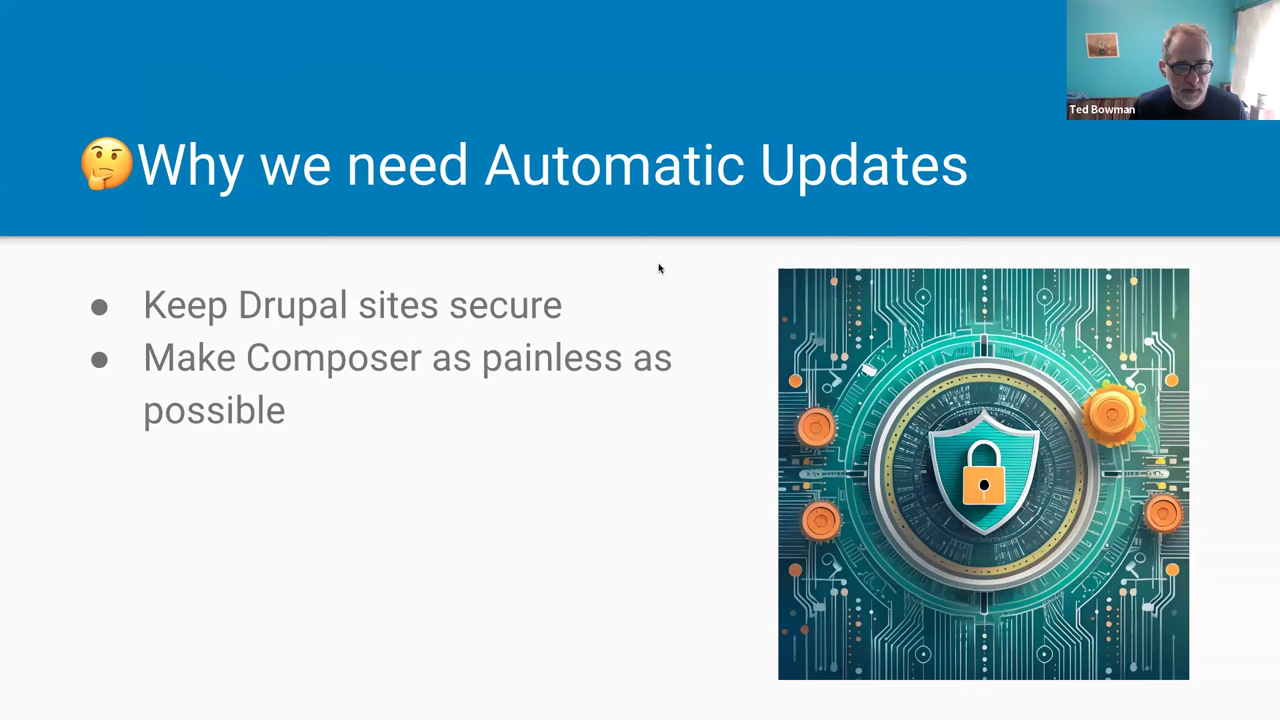 🤔Why we need Automatic Updates
Ted Bowman
● Keep Drupal sites secure
● Make Composer as painless as
possible